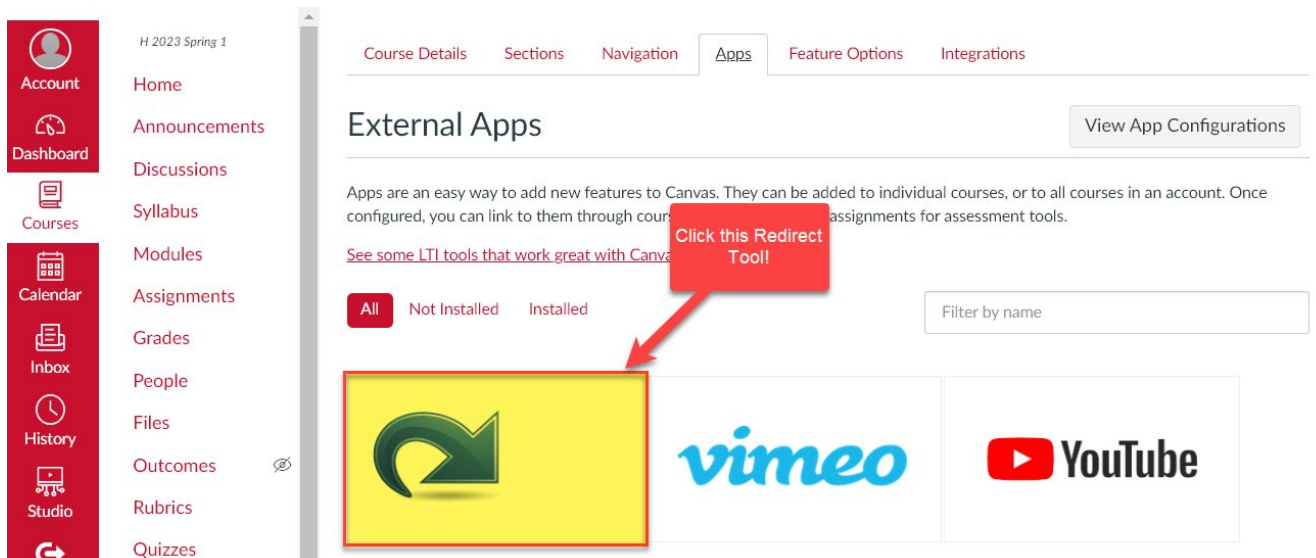 Account
Dashboard
Courses
Calendar
Inbox
History
Studio
H 2023 Spring 1
Home
Announcements
Discussions
Syllabus
Modules
Assignments
Grades
People
Files
Outcomes
Rubrics
Quizzes
Course Details Sections Navigation Apps Feature Options Integrations
External Apps View App Configurations
Apps are an easy way to add new features to Canvas. They can be added to individual courses, or to all courses in an account. Once
configured, you can link to them through assignments for assessment tools.
See some LTI tools that work great with
Click this Redirect
Tool!
All Not Installed Installed Filter by name
vimeo
YouTube